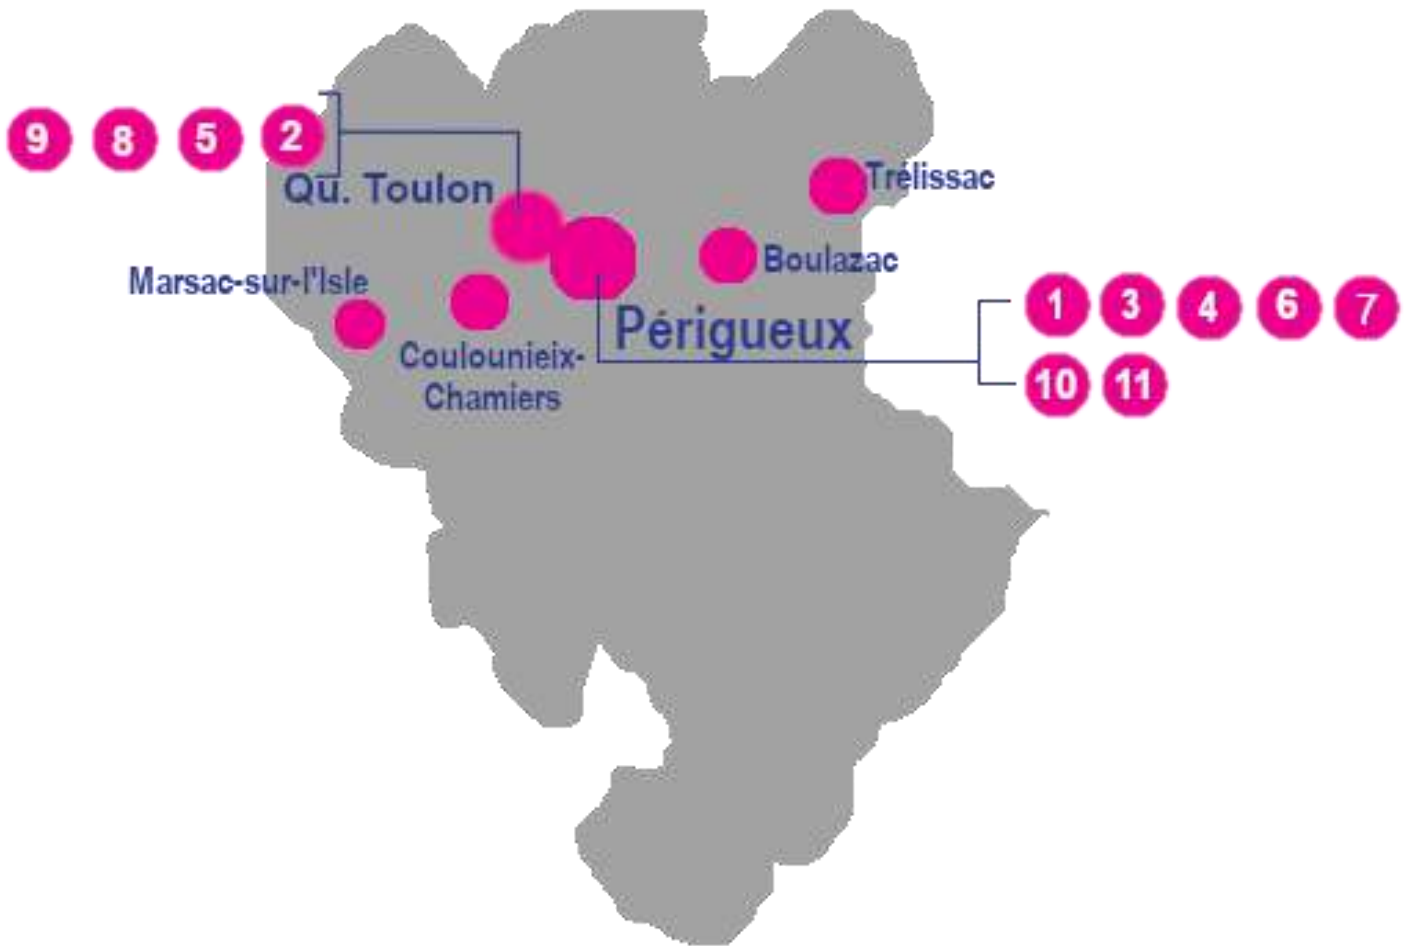 9 8 5 2
Qu. Toulon
Trélissac
Boulazac
Marsac-sur-l'Isle
Périgueux
1 3 4 6 7
Coulounieix-
Chamiers
10 11